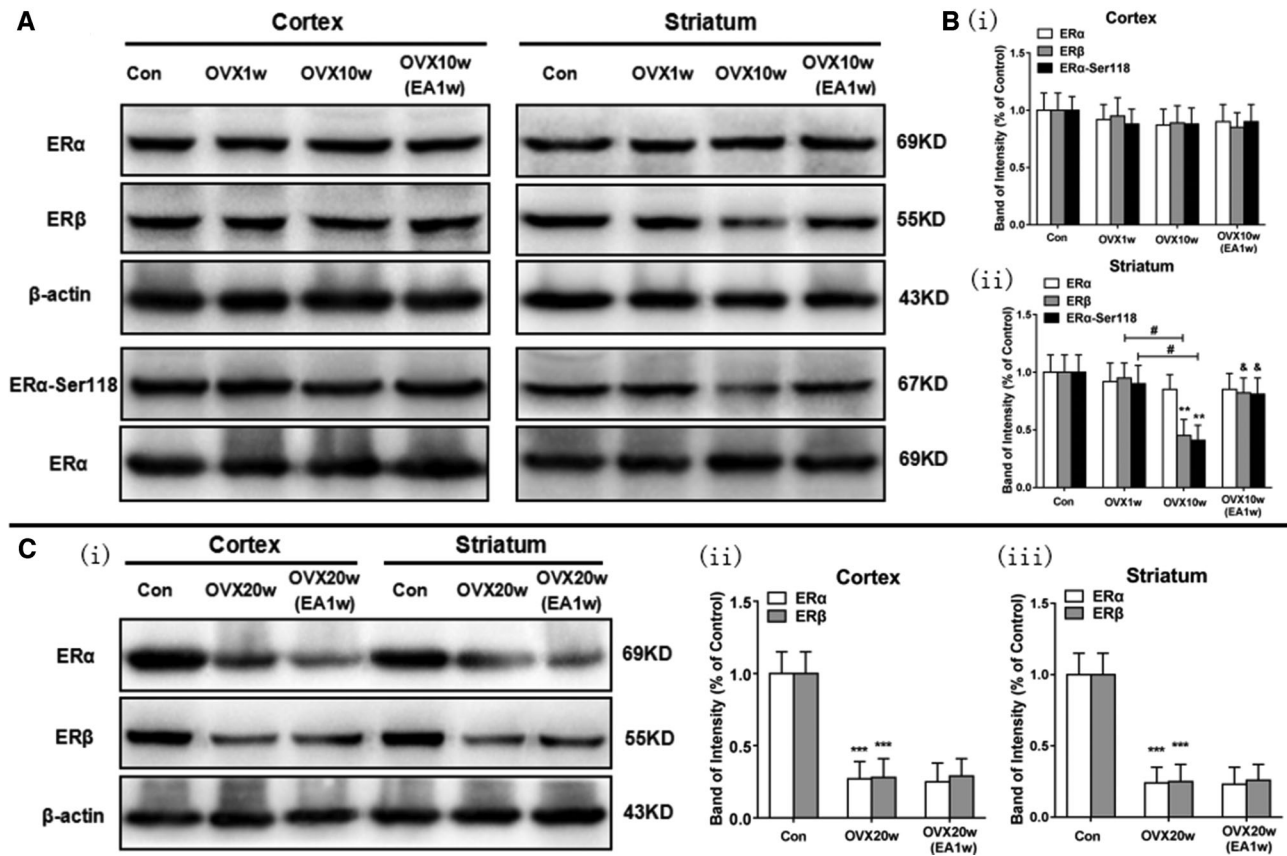 A
Cortex
Striatum
Con OVX1w OVX10w OVX10w (EA1w)
Con OVX1w OVX10w OVX10w (EA1w)
ERα
69KD
ERβ
55KD
β-actin
43KD
ERα-Ser118
67KD
ERα
69KD
B (i)
Cortex
ERα
ERβ
ERα-Ser118
Band of Intensity (% of Control)
1.5
1.0
0.5
0.0
Con OVX1w OVX10w OVX10w (EA1w)
(ii)
Striatum
ERα
ERβ
ERα-Ser118
Band of Intensity (% of Control)
1.5
1.0
0.5
0.0
#
#
** **
& &
Con OVX1w OVX10w OVX10w (EA1w)
C (i)
Cortex
Striatum
Con OVX20w OVX20w (EA1w) Con OVX20w OVX20w (EA1w)
ERα
69KD
ERβ
55KD
β-actin
43KD
(ii)
Cortex
ERα
ERβ
Band of Intensity (% of Control)
1.5
1.0
0.5
0.0
*** ***
Con OVX20w OVX20w (EA1w)
(iii)
Striatum
ERα
ERβ
Band of Intensity (% of Control)
1.5
1.0
0.5
0.0
*** ***
Con OVX20w OVX20w (EA1w)